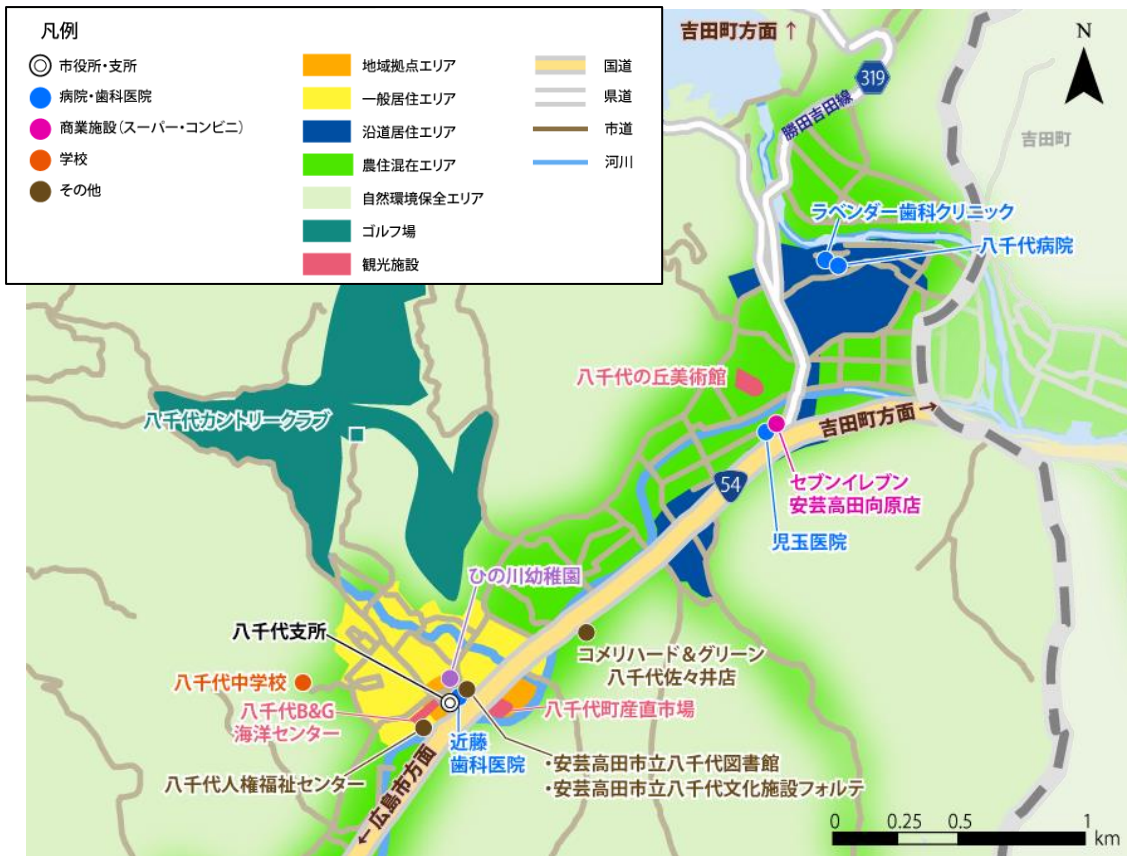 凡例
市役所・支所
病院・歯科医院
商業施設（スーパー・コンビニ）
学校
その他
地域拠点エリア
一般居住エリア
沿道居住エリア
農住混在エリア
自然環境保全エリア
ゴルフ場
観光施設
国道
県道
市道
河川
吉田町方面 ↑
319
勝田吉田線
N
吉田町
ラベンダー歯科クリニック
八千代病院
八千代の丘美術館
吉田町方面 →
八千代カントリークラブ
54
セブンイレブン
安芸高田向原店
児玉医院
ひの川幼稚園
八千代支所
コメリハード＆グリーン
八千代佐々井店
八千代中学校
八千代B&G
海洋センター
八千代町産直市場
近藤
歯科医院
八千代人権福祉センター
・安芸高田市立八千代図書館
・安芸高田市立八千代文化施設フォルテ
← 広島市方面
0 0.25 0.5 1
km